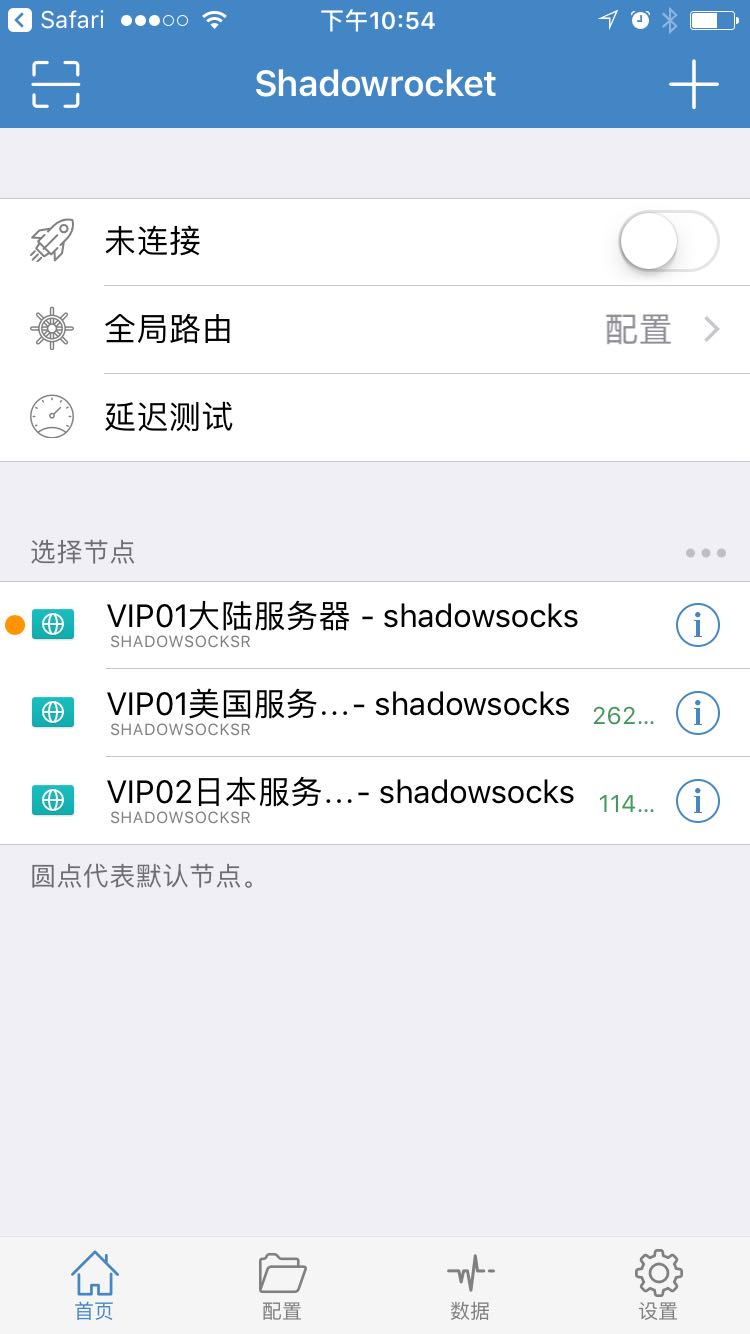 Safari 下午10:54
Shadowrocket
未连接
全局路由 配置
延迟测试
选择节点
VIP01大陆服务器 - shadowsocks
SHADOWSOCKSR
VIP01美国服务...- shadowsocks 262...
SHADOWSOCKSR
VIP02日本服务...- shadowsocks 114...
SHADOWSOCKSR
圆点代表默认节点。
首页 配置 数据 设置